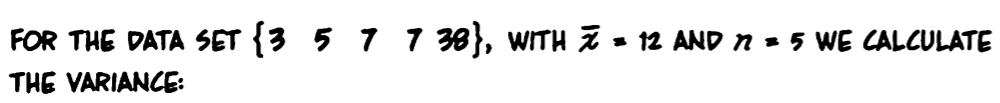 FOR THE DATA SET {3 5 7 7 38}, WITH x̄ = 12 AND n = 5 WE CALCULATE
THE VARIANCE: